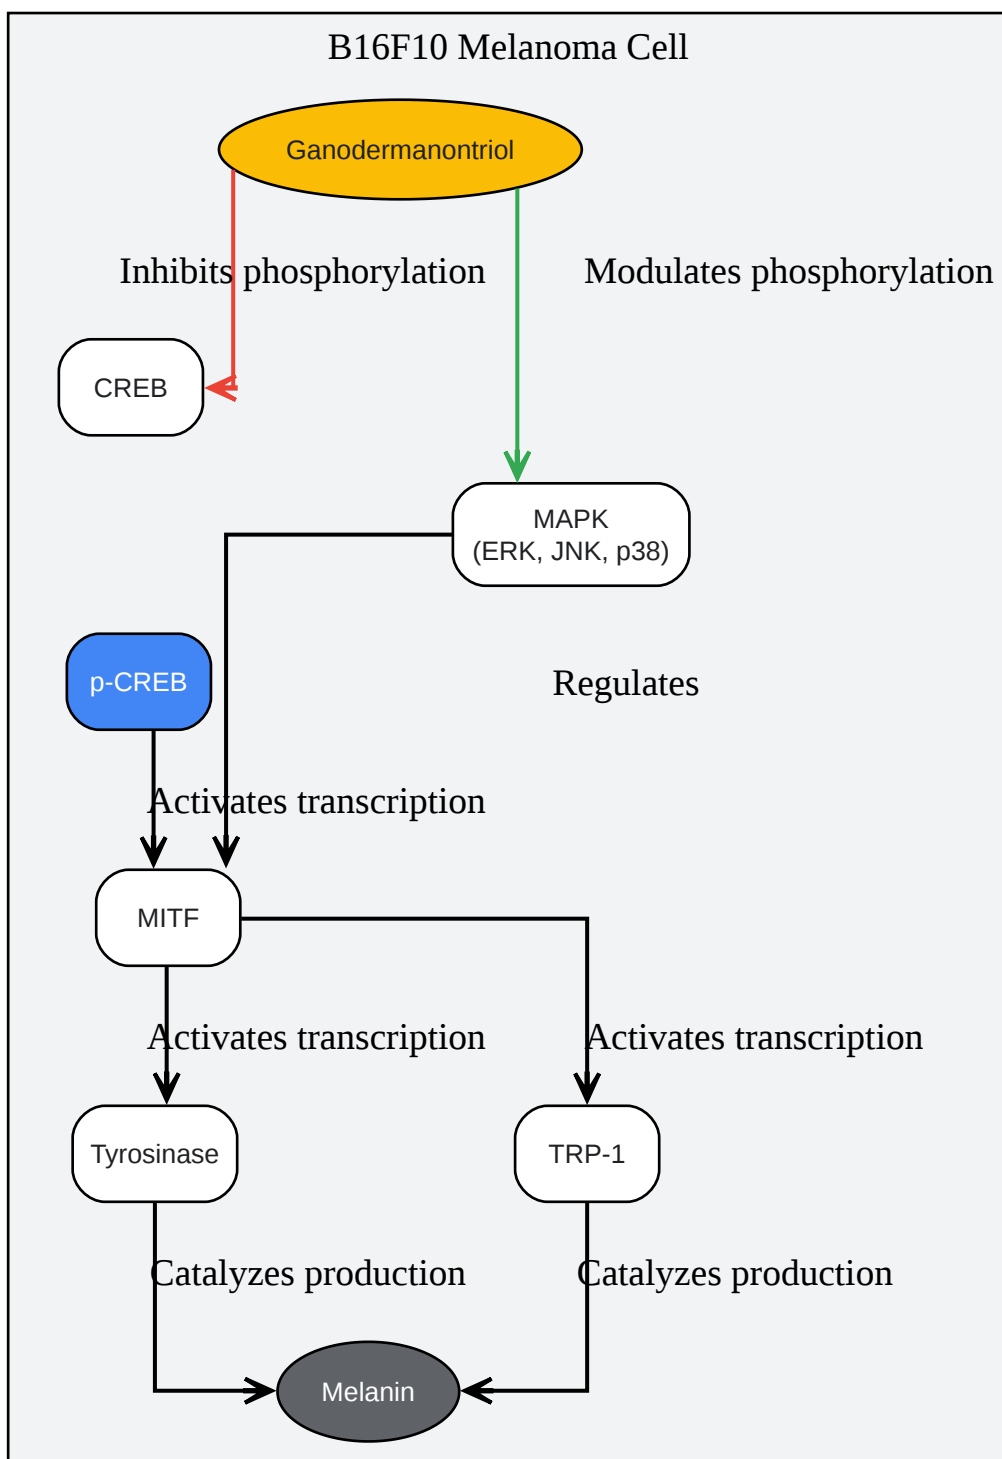 B16F10 Melanoma Cell
Ganodermanontriol
Inhibits phosphorylation
Modulates phosphorylation
CREB
MAPK
(ERK, JNK, p38)
p-CREB
Regulates
Activates transcription
MITF
Activates transcription
Activates transcription
Tyrosinase
TRP-1
Catalyzes production
Catalyzes production
Melanin